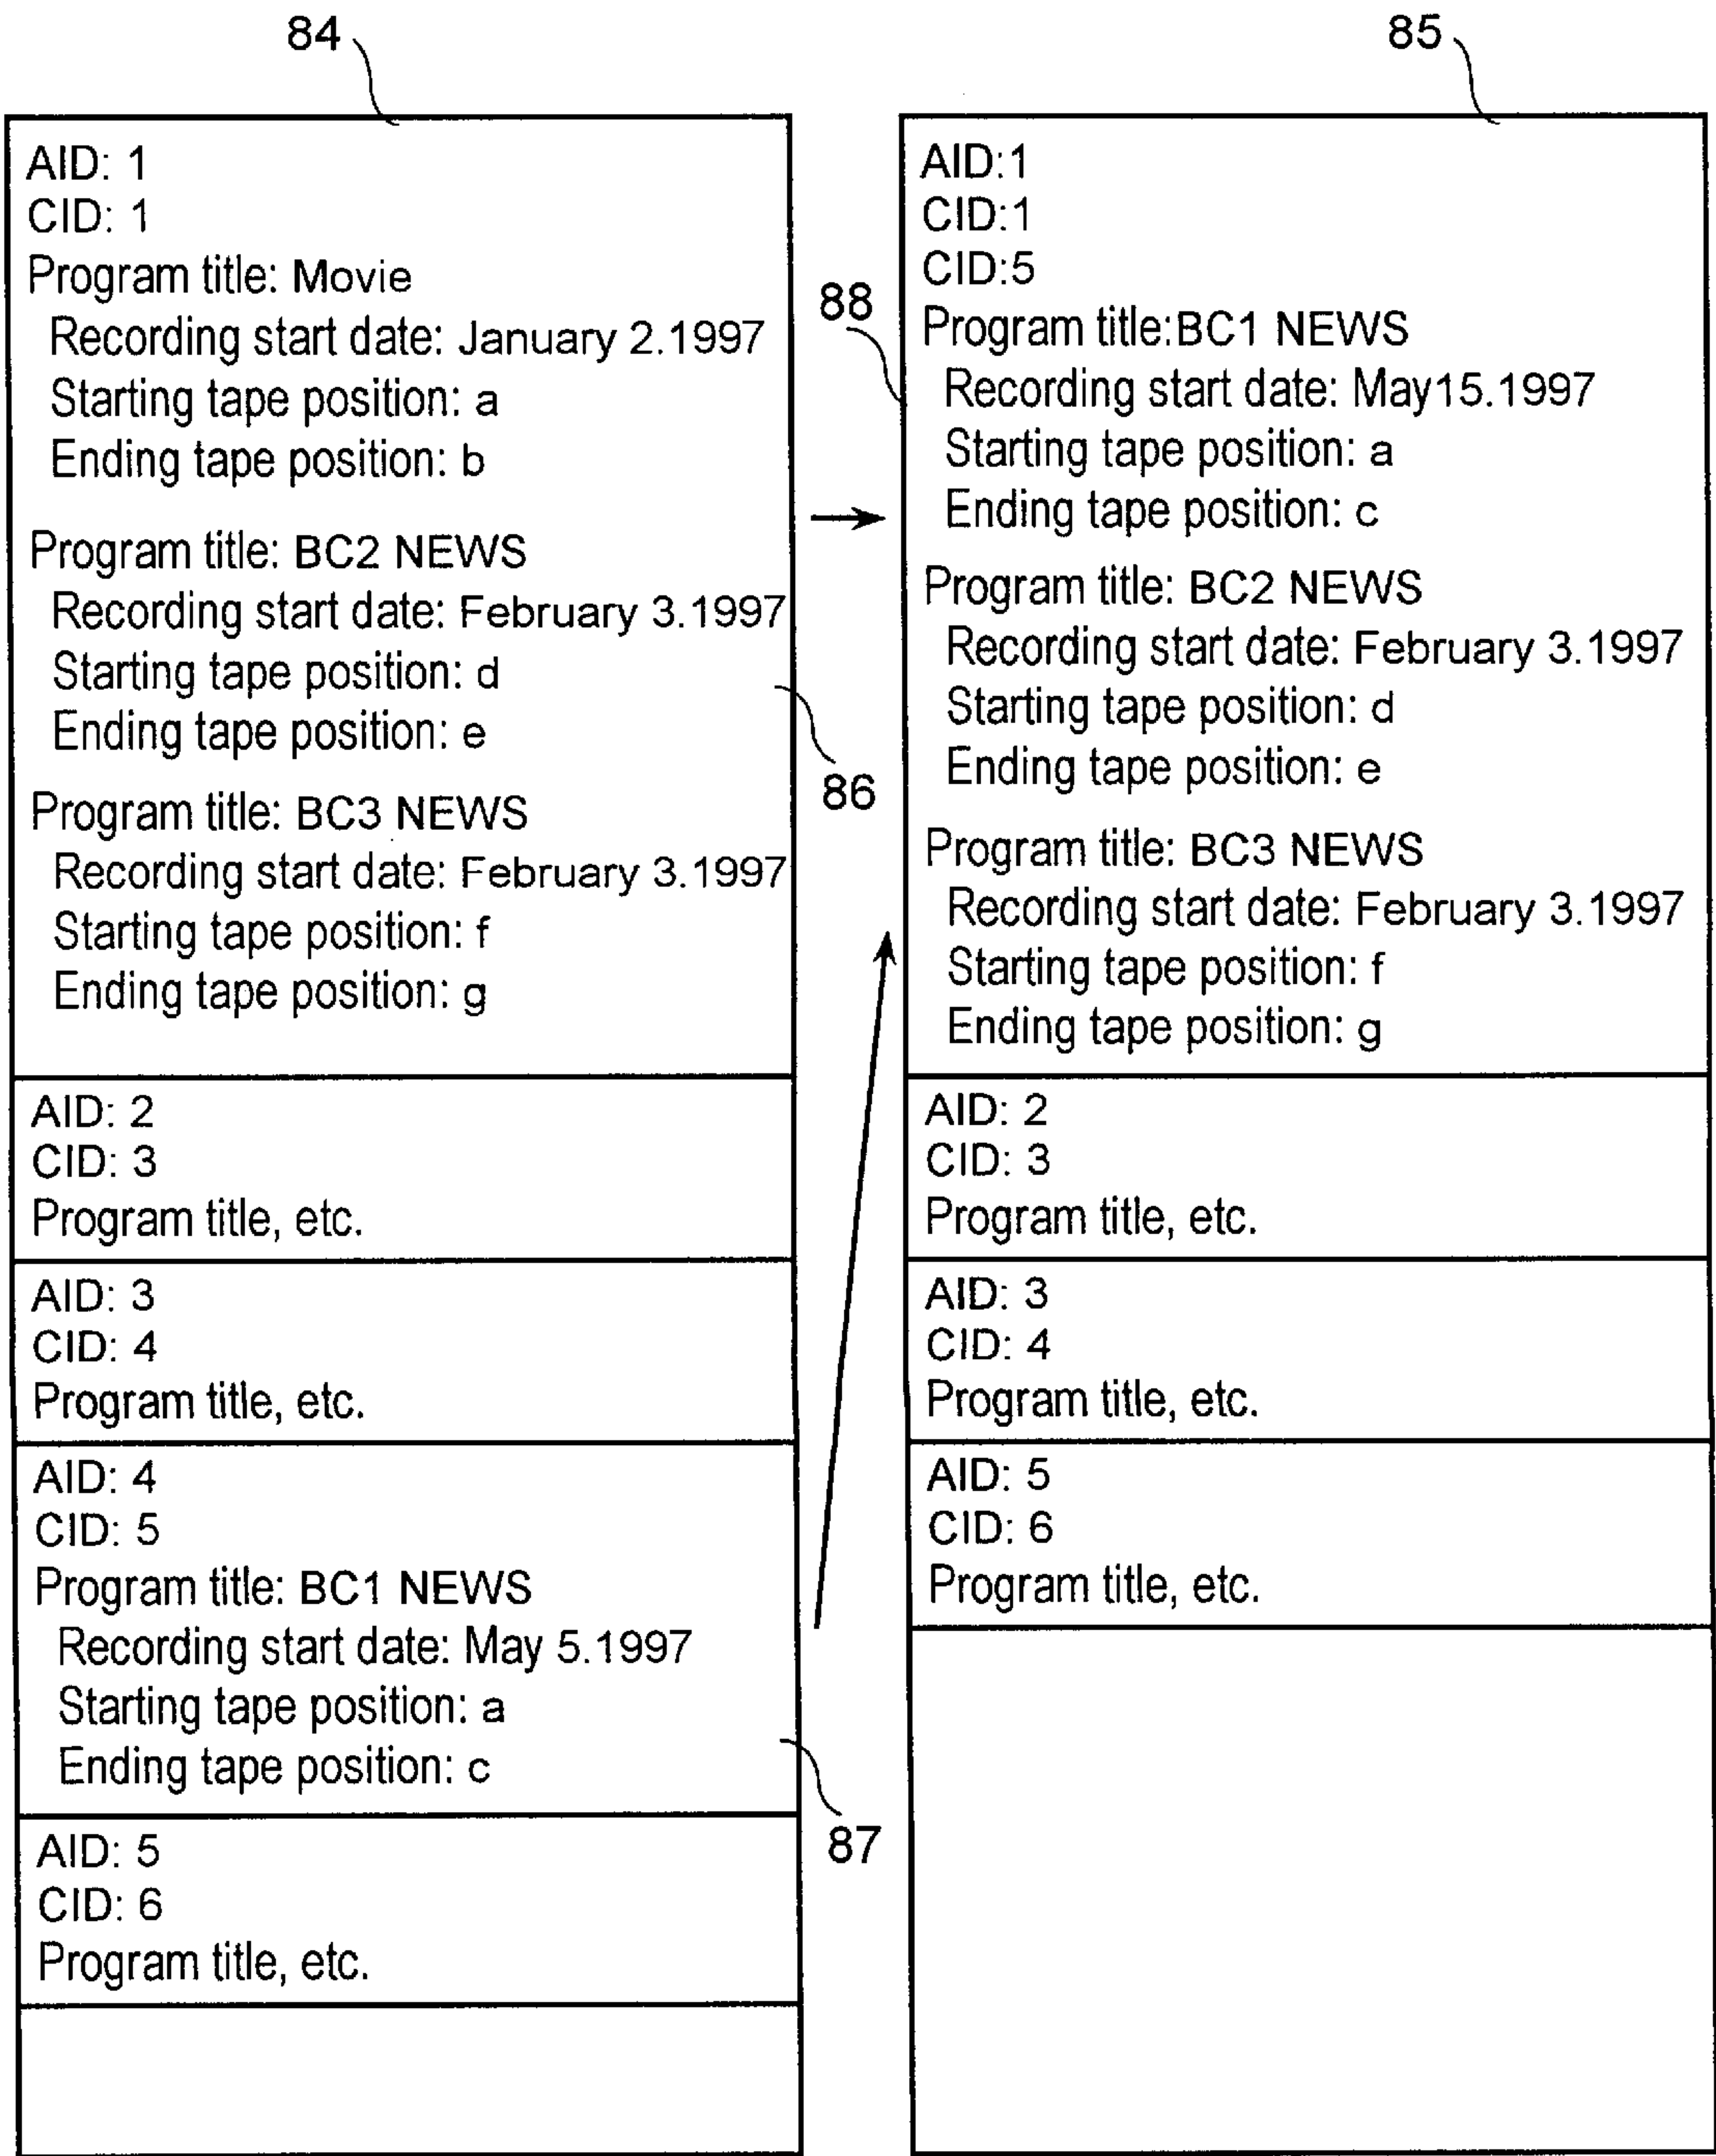 84
AID: 1
CID: 1
Program title: Movie
Recording start date: January 2.1997
Starting tape position: a
Ending tape position: b
Program title: BC2 NEWS
Recording start date: February 3.1997
Starting tape position: d
Ending tape position: e
86
Program title: BC3 NEWS
Recording start date: February 3.1997
Starting tape position: f
Ending tape position: g
AID: 2
CID: 3
Program title, etc.
AID: 3
CID: 4
Program title, etc.
AID: 4
CID: 5
Program title: BC1 NEWS
Recording start date: May 5.1997
Starting tape position: a
Ending tape position: c
87
AID: 5
CID: 6
Program title, etc.
85
AID:1
CID:1
CID:5
88
Program title:BC1 NEWS
Recording start date: May15.1997
Starting tape position: a
Ending tape position: c
Program title: BC2 NEWS
Recording start date: February 3.1997
Starting tape position: d
Ending tape position: e
Program title: BC3 NEWS
Recording start date: February 3.1997
Starting tape position: f
Ending tape position: g
AID: 2
CID: 3
Program title, etc.
AID: 3
CID: 4
Program title, etc.
AID: 5
CID: 6
Program title, etc.